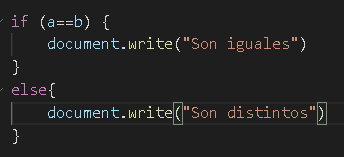 if (a==b) {
    document.write("Son iguales")
}
else{
    document.write("Son distintos")
}